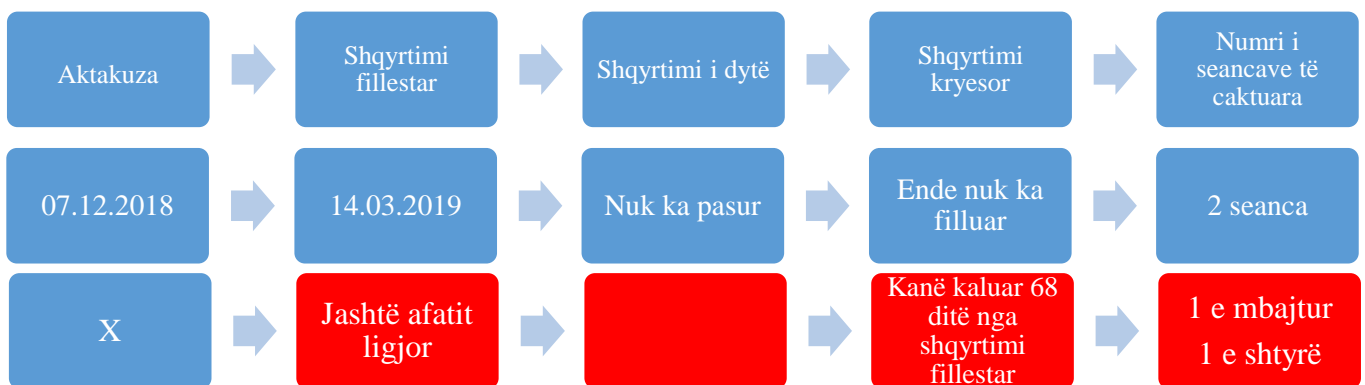 Aktakuza
Shqyrtimi
fillestar
Shqyrtimi i dytë
Shqyrtimi
kryesor
Numri i
seancave të
caktuara
07.12.2018
14.03.2019
Nuk ka pasur
Ende nuk ka
filluar
2 seanca
X
Jashtë afatit
ligjor
Kanë kaluar 68
ditë nga
shqyrtimi
fillestar
1 e mbajtur
1 e shtyrë